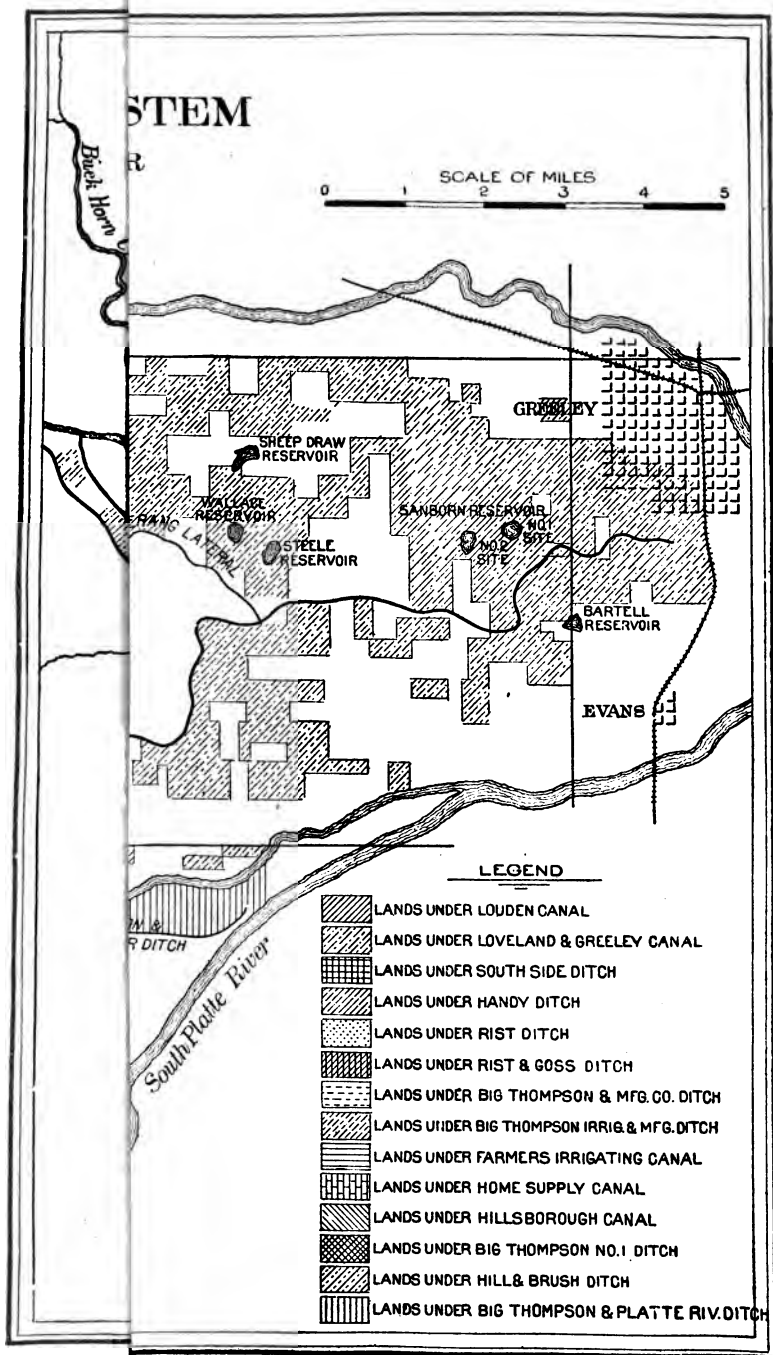 STEM
R
Buck Horn
SCALE OF MILES
0 1 2 3 4 5
GREELEY
SHEEP DRAW
RESERVOIR
WALLACE
RESERVOIR
SANBORN RESERVOIR
NO.1
SITE
NO.2
SITE
RANG LATERAL
STEELE
RESERVOIR
BARTELL
RESERVOIR
EVANS
N &
R DITCH
South Platte River
LEGEND
LANDS UNDER LOUDEN CANAL
LANDS UNDER LOVELAND & GREELEY CANAL
LANDS UNDER SOUTH SIDE DITCH
LANDS UNDER HANDY DITCH
LANDS UNDER RIST DITCH
LANDS UNDER RIST & GOSS DITCH
LANDS UNDER BIG THOMPSON & MFG. CO. DITCH
LANDS UNDER BIG THOMPSON IRRIG. & MFG. DITCH
LANDS UNDER FARMERS IRRIGATING CANAL
LANDS UNDER HOME SUPPLY CANAL
LANDS UNDER HILLSBOROUGH CANAL
LANDS UNDER BIG THOMPSON NO.1 DITCH
LANDS UNDER HILL & BRUSH DITCH
LANDS UNDER BIG THOMPSON & PLATTE RIV. DITCH